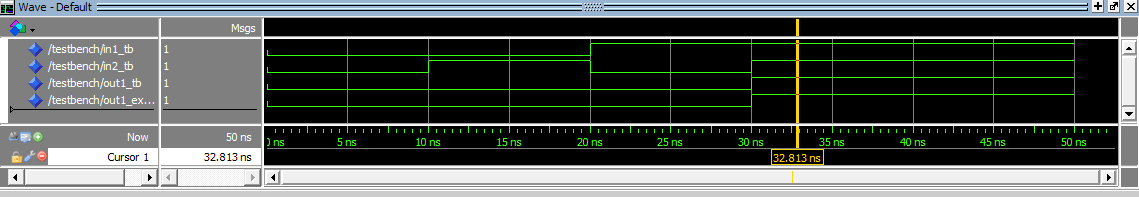 Wave - Default
Msgs
/testbench/in1_tb 1
/testbench/in2_tb 1
/testbench/out1_tb 1
/testbench/out1_ex... 1
Now 50 ns 0 ns 5 ns 10 ns 15 ns 20 ns 25 ns 30 ns 35 ns 40 ns 45 ns 50 ns
Cursor 1 32.813 ns 32.813 ns